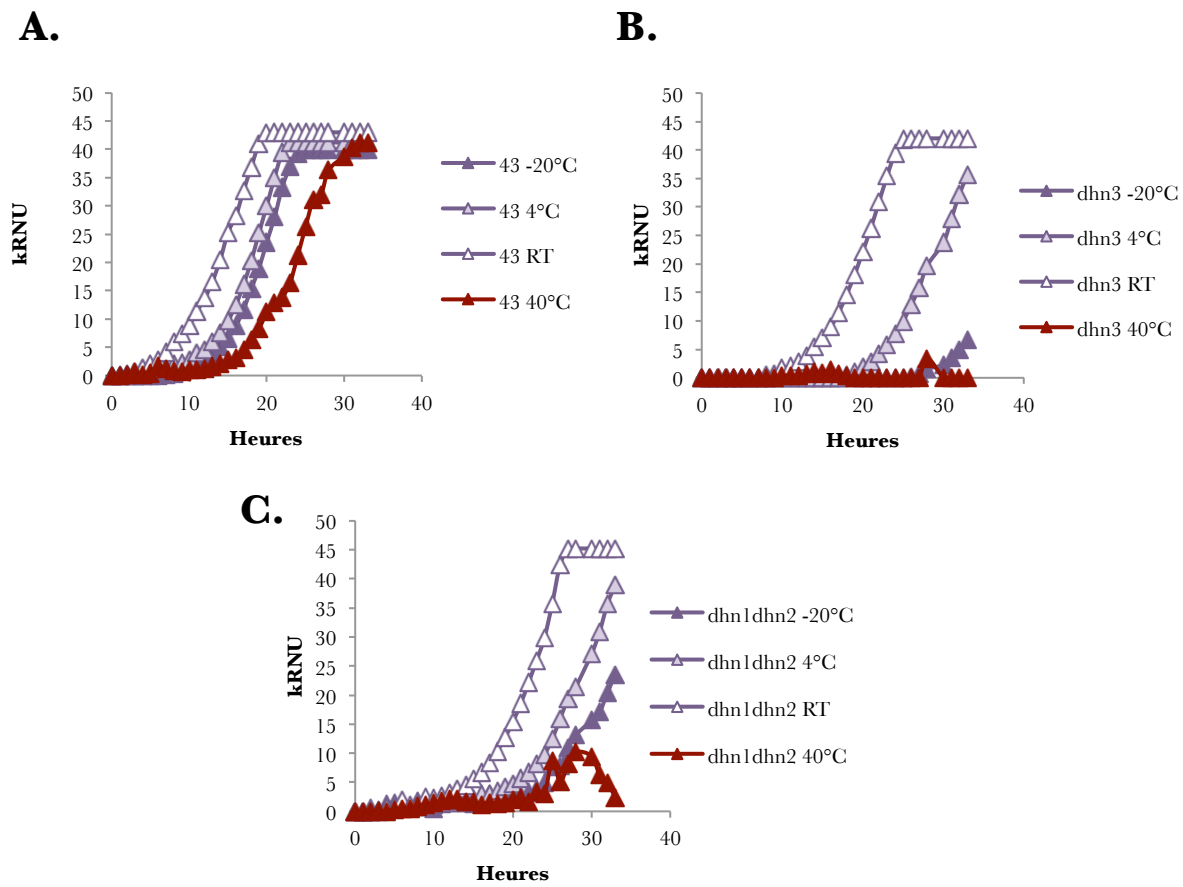 A.
50
45
40
35
30
25
20
15
10
5
0
kRNU
0 10 20 30 40
Heures
43 -20°C
43 4°C
43 RT
43 40°C
B.
50
45
40
35
30
25
20
15
10
5
0
kRNU
0 10 20 30 40
Heures
dhn3 -20°C
dhn3 4°C
dhn3 RT
dhn3 40°C
C.
50
45
40
35
30
25
20
15
10
5
0
kRNU
0 10 20 30 40
Heures
dhn1dhn2 -20°C
dhn1dhn2 4°C
dhn1dhn2 RT
dhn1dhn2 40°C